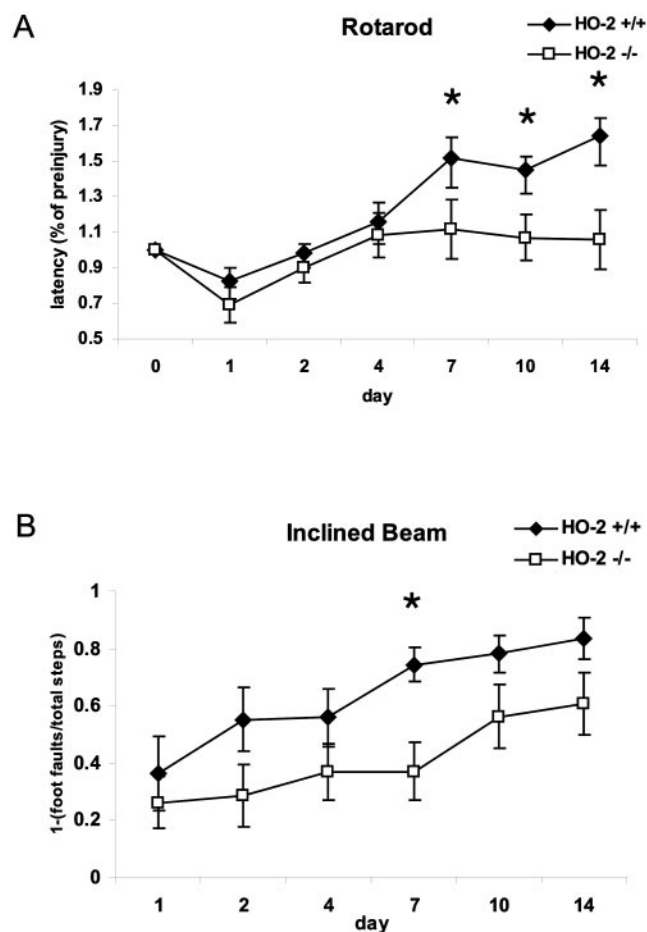 A
Rotarod
HO-2 +/+
HO-2 -/-
1.9
1.7
1.5
1.3
1.1
0.9
0.7
0.5
latency (% of preinjury)
* * *
0 1 2 4 7 10 14
day
B
Inclined Beam
HO-2 +/+
HO-2 -/-
1
0.8
0.6
0.4
0.2
0
1-(foot faults/total steps)
*
1 2 4 7 10 14
day